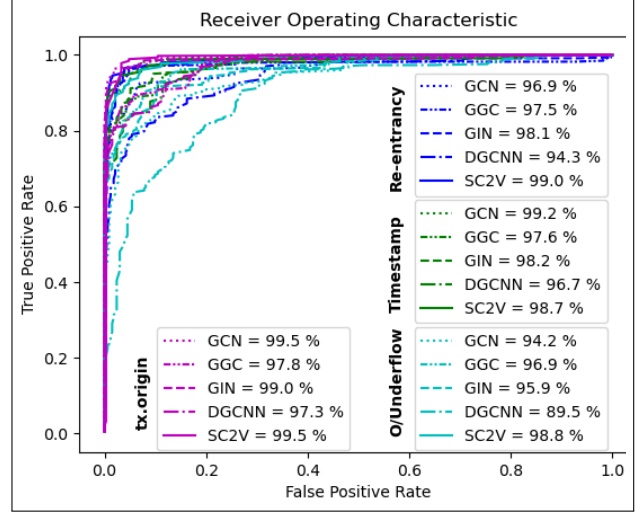 Receiver Operating Characteristic
True Positive Rate
1.0
0.8
0.6
0.4
0.2
0.0
Re-entrancy
GCN = 96.9 %
GGC = 97.5 %
GIN = 98.1 %
DGCNN = 94.3 %
SC2V = 99.0 %
Timestamp
GCN = 99.2 %
GGC = 97.6 %
GIN = 98.2 %
DGCNN = 96.7 %
SC2V = 98.7 %
tx.origin
GCN = 99.5 %
GGC = 97.8 %
GIN = 99.0 %
DGCNN = 97.3 %
SC2V = 99.5 %
O/Underflow
GCN = 94.2 %
GGC = 96.9 %
GIN = 95.9 %
DGCNN = 89.5 %
SC2V = 98.8 %
0.0 0.2 0.4 0.6 0.8 1.0
False Positive Rate